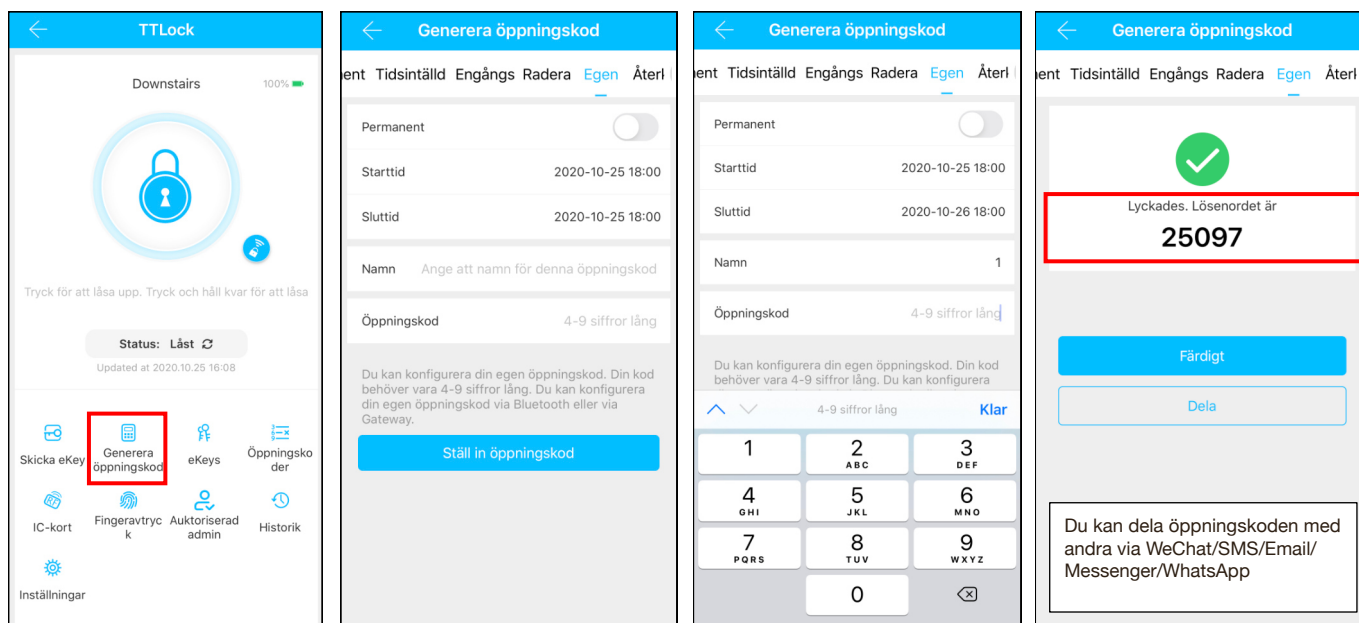 TTLock
Downstairs
100%
Tryck för att låsa upp. Tryck och håll kvar för att låsa
Status: Låst
Updated at 2020.10.25 16:08
Skicka eKey
Generera
öppningskod
eKeys
Öppningsko
der
IC-kort
Fingeravtryc
k
Auktoriserad
admin
Historik
Inställningar
Generera öppningskod
ent Tidsintälld Engångs Radera Egen Återl
Permanent
Starttid 2020-10-25 18:00
Sluttid 2020-10-25 18:00
Namn Ange att namn för denna öppningskod
Öppningskod 4-9 siffror lång
Du kan konfigurera din egen öppningskod. Din kod
behöver vara 4-9 siffror lång. Du kan konfigurera
din egen öppningskod via Bluetooth eller via
Gateway.
Ställ in öppningskod
Generera öppningskod
ent Tidsintälld Engångs Radera Egen Återl
Permanent
Starttid 2020-10-25 18:00
Sluttid 2020-10-26 18:00
Namn 1
Öppningskod 4-9 siffror lång
Du kan konfigurera din egen öppningskod. Din kod
behöver vara 4-9 siffror lång. Du kan konfigurera
4-9 siffror lång Klar
1 2 3
ABC DEF
4 5 6
GHI JKL MNO
7 8 9
PQRS TUV WXYZ
0
Generera öppningskod
ent Tidsintälld Engångs Radera Egen Återl
Lyckades. Lösenordet är
25097
Färdigt
Dela
Du kan dela öppningskoden med
andra via WeChat/SMS/Email/
Messenger/WhatsApp